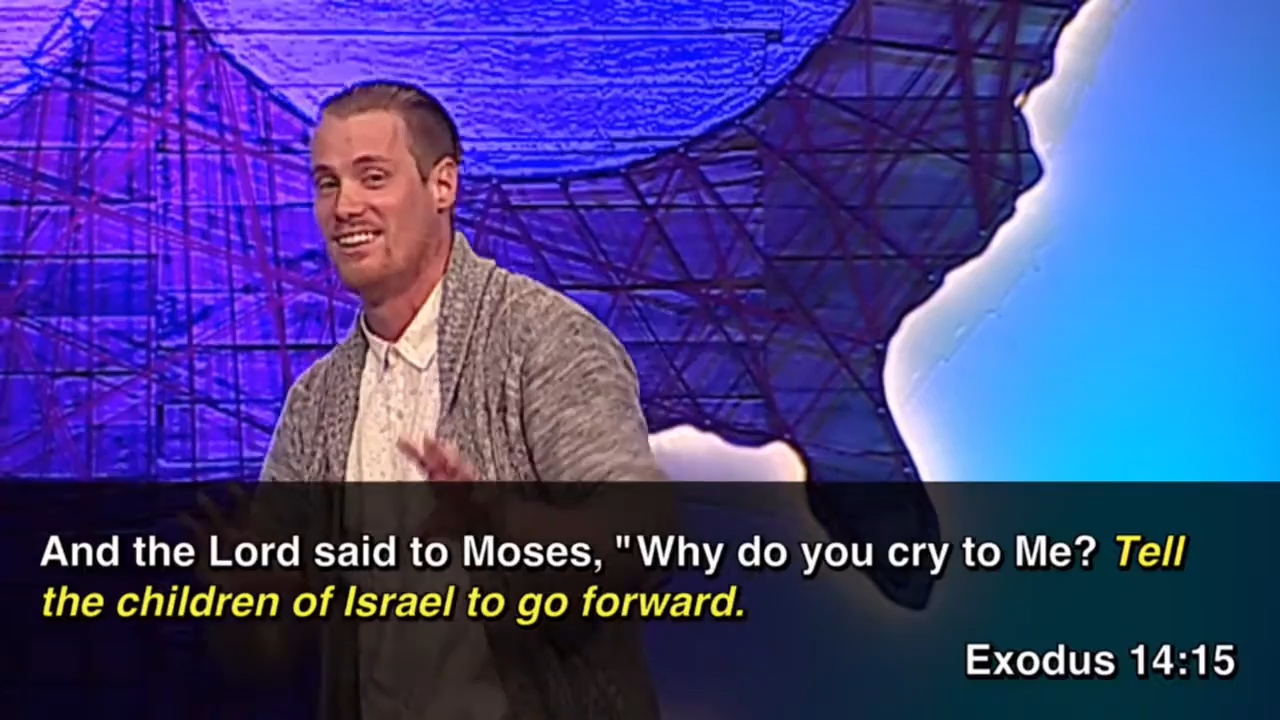 And the Lord said to Moses, "Why do you cry to Me? Tell
the children of Israel to go forward.
Exodus 14:15